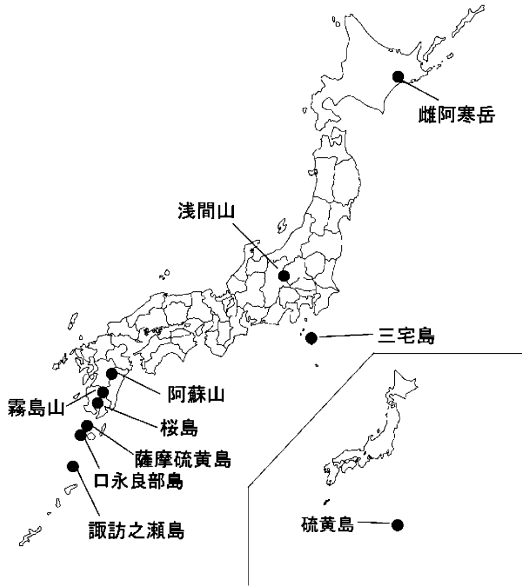 雌阿寒岳
浅間山
三宅島
阿蘇山
霧島山
桜島
薩摩硫黄島
口永良部島
硫黄島
諏訪之瀬島